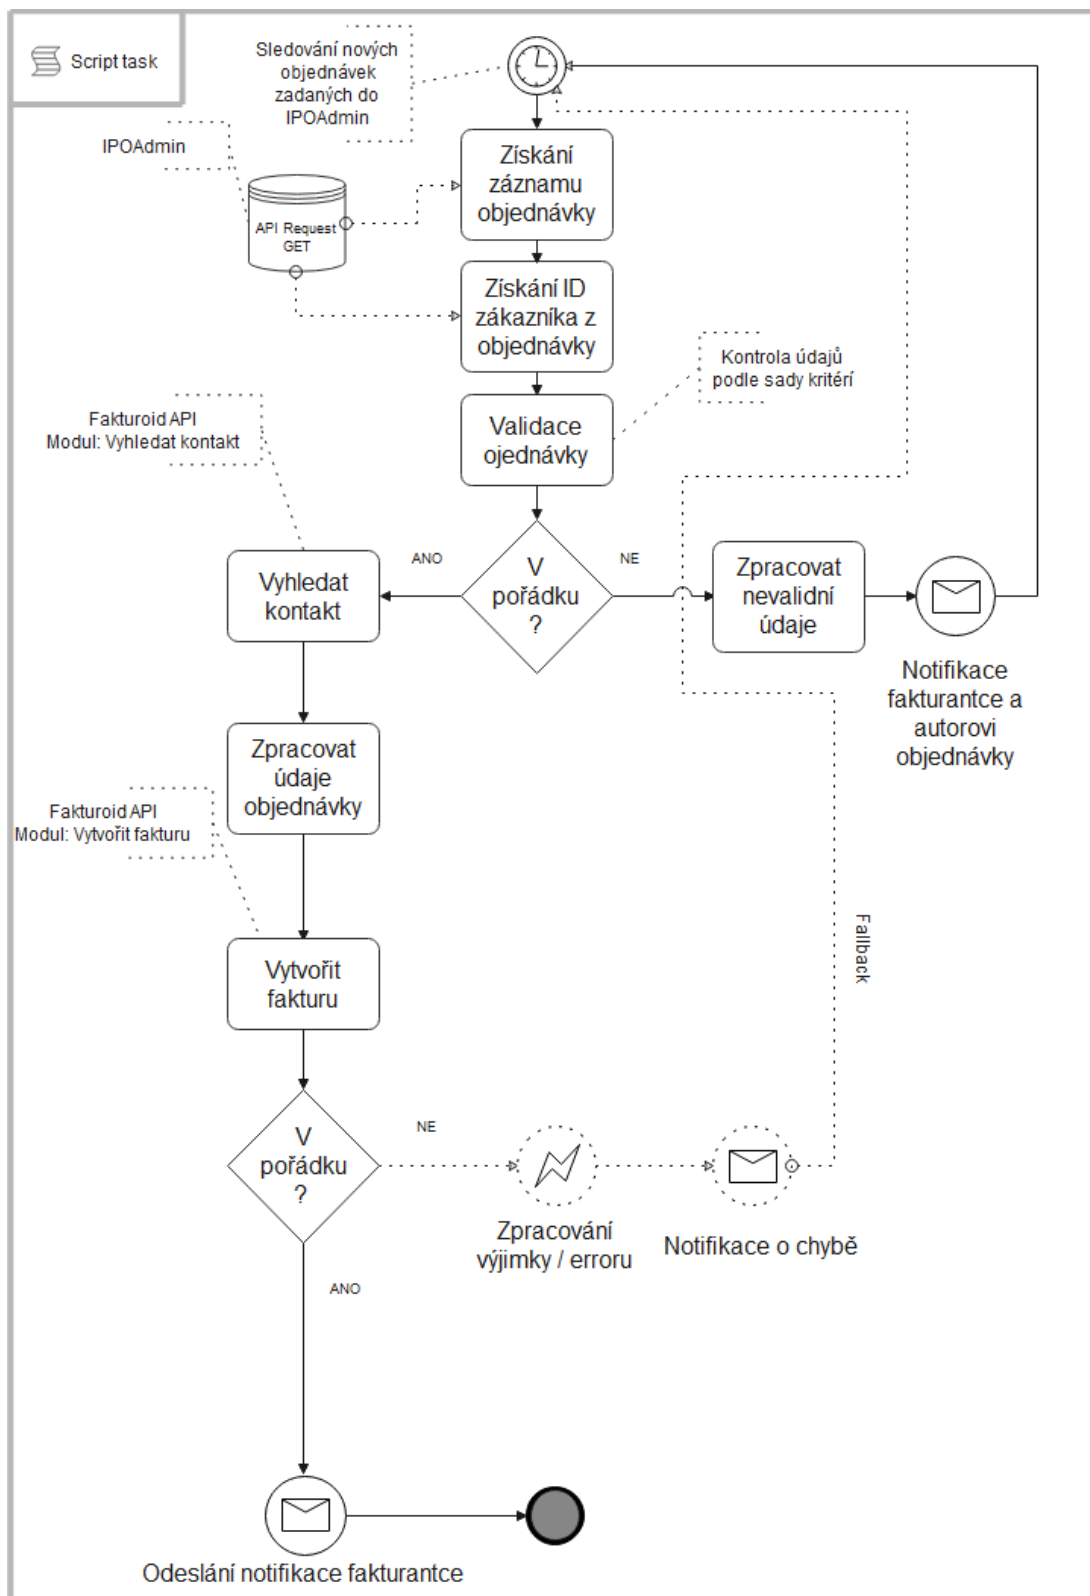 Script task
Sledování nových
objednávek
zadaných do
IPOAdmin
IPOAdmin
API Request
GET
Získání
záznamu
objednávky
Získání ID
zákazníka z
objednávky
Kontrola údajů
podle sady kritérí
Validace
ojednávky
Fakturoid API
Modul: Vyhledat kontakt
V
pořádku
?
ANO
NE
Vyhledat
kontakt
Zpracovat
nevalidní
údaje
Notifikace
fakturantce a
autorovi
objednávky
Zpracovat
údaje
objednávky
Fakturoid API
Modul: Vytvořit fakturu
Fallback
Vytvořit
fakturu
V
pořádku
?
NE
Zpracování
výjimky / erroru
Notifikace o chybě
ANO
Odeslání notifikace fakturantce